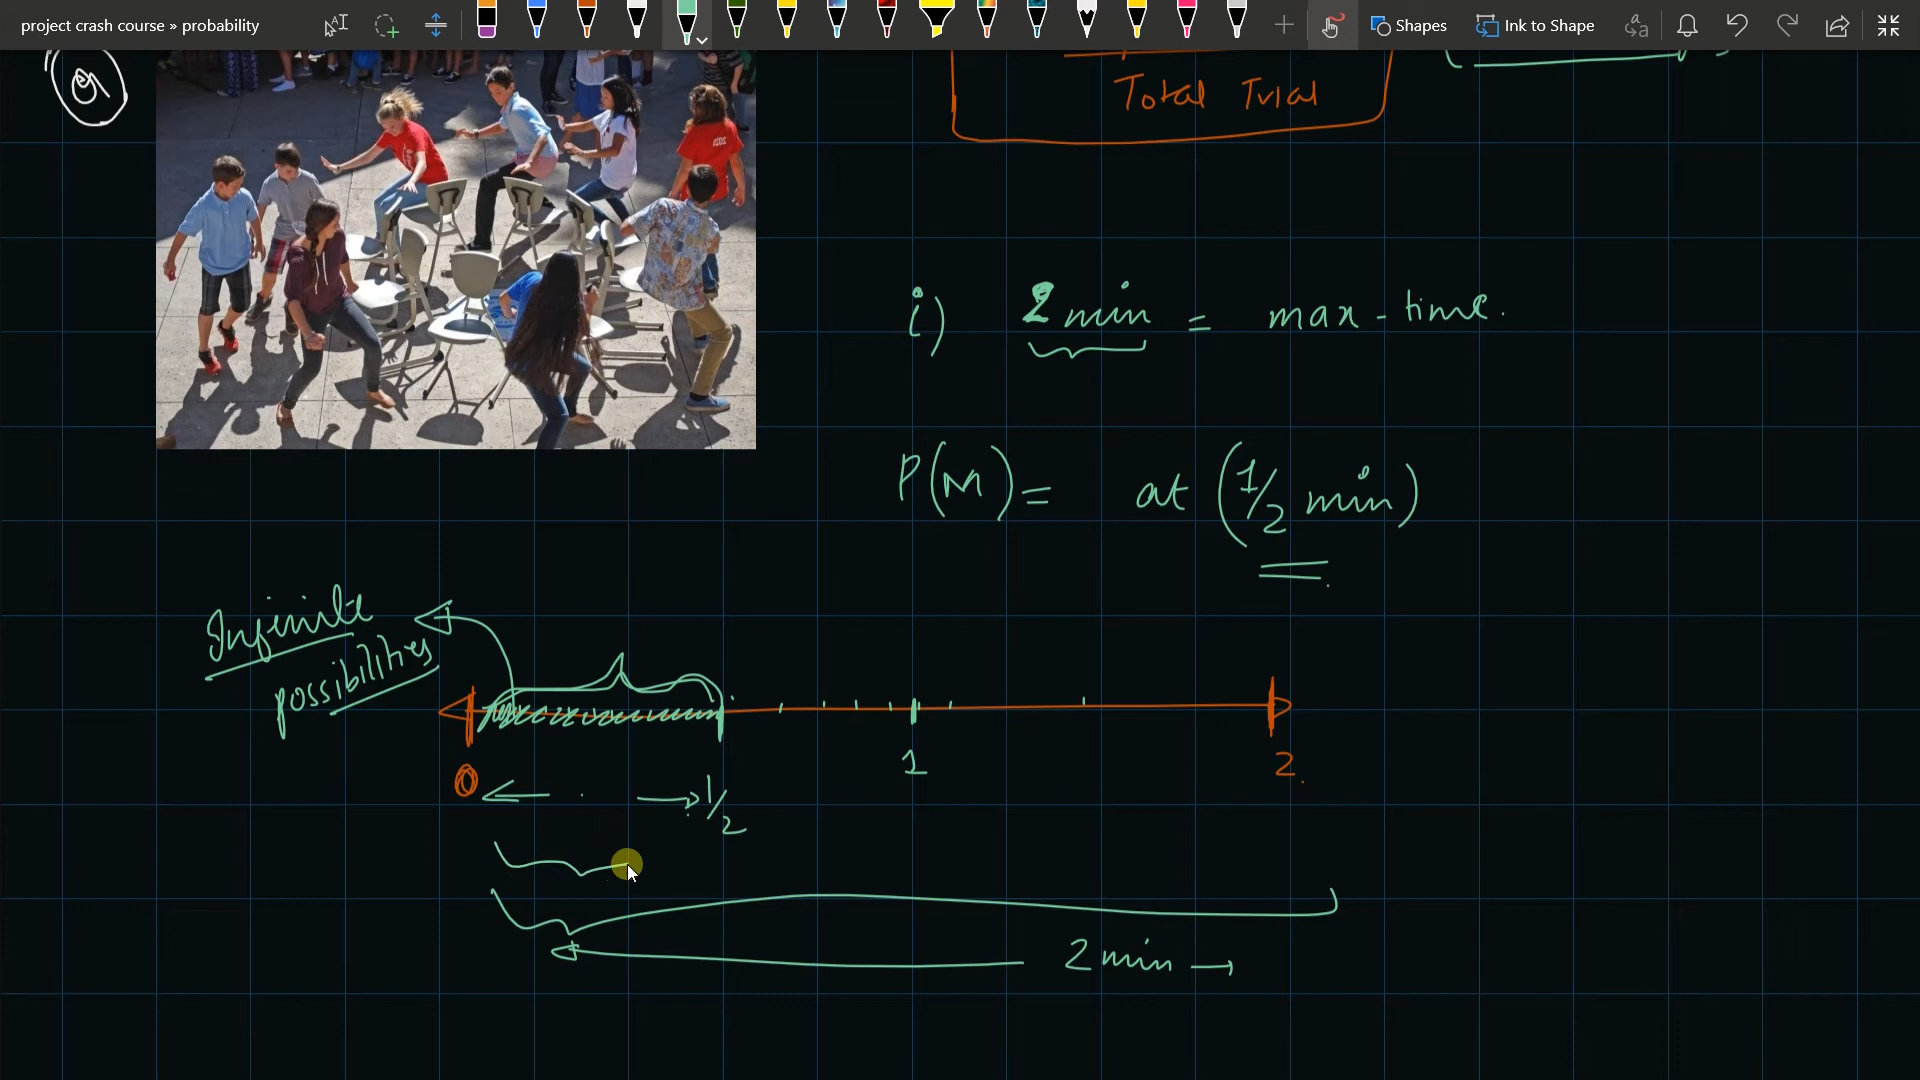 project crash course » probability
Shapes
Ink to Shape
Q
Total Trial
i) 2 min = max-time.
P(M) = at (1/2 min)
Infinite
possibilities
0 1/2 1 2
2 min